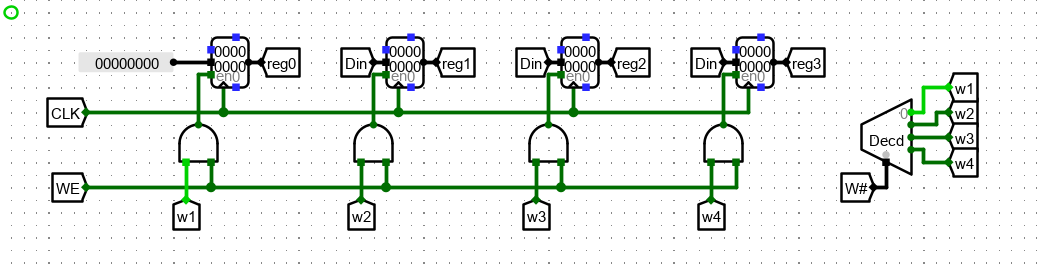 0000 0000 0000 0000
00000000 0000 reg0 Din 0000 reg1 Din 0000 reg2 Din 0000 reg3
en0 en0 en0 en0
w1
CLK 0 w2
Decd w3
w4
WE W#
w1 w2 w3 w4